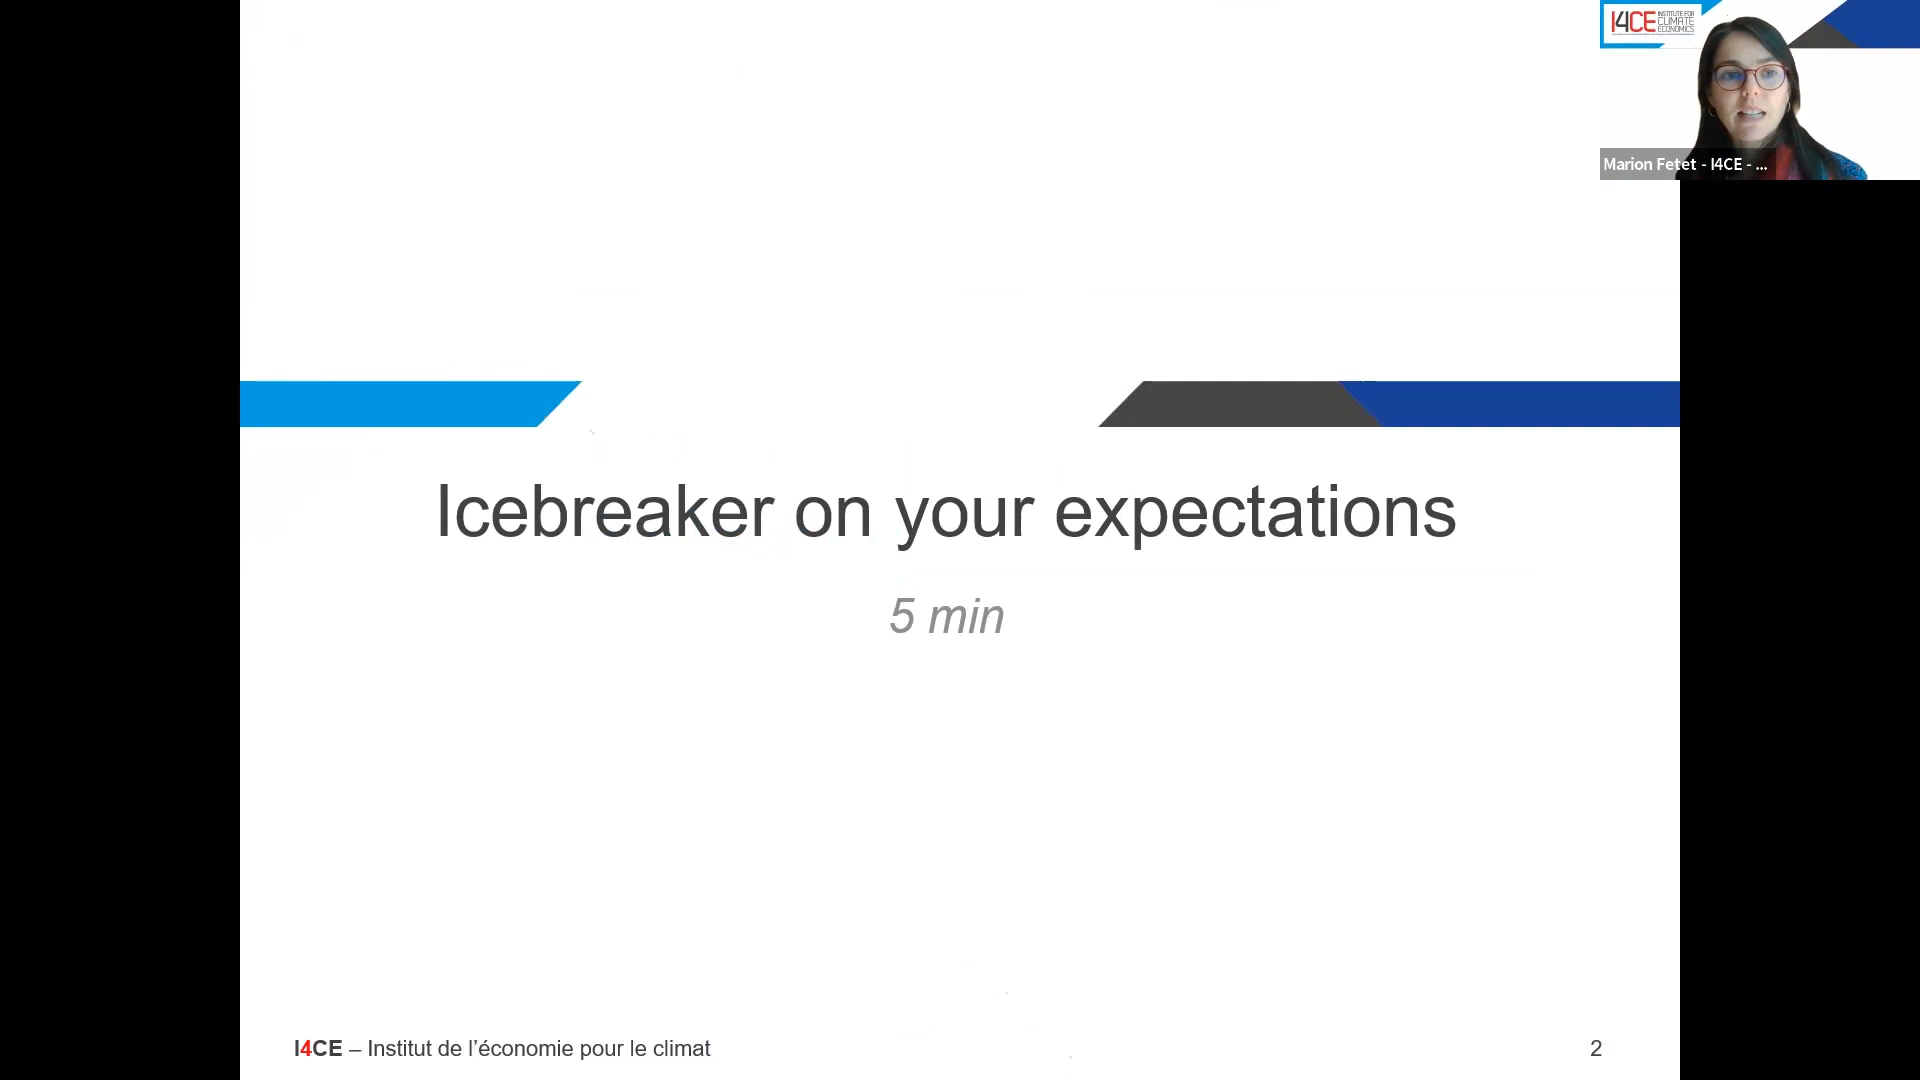 I4CE INSTITUTE FOR
CLIMATE
ECONOMICS
Marion Fetet - I4CE - ...
Icebreaker on your expectations
5 min
I4CE – Institut de l’économie pour le climat
2